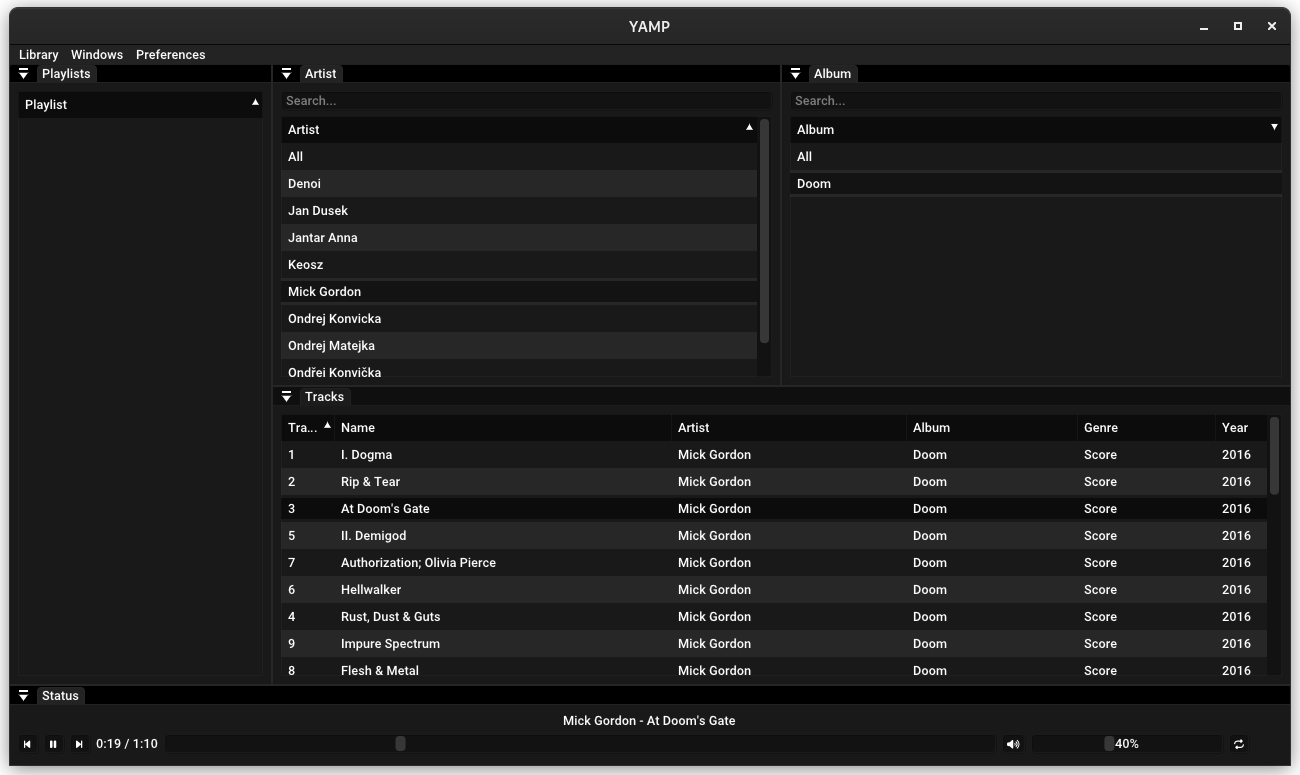 YAMP
Library Windows Preferences
Playlists
Playlist
Artist
Search...
Artist
All
Denoi
Jan Dusek
Jantar Anna
Keosz
Mick Gordon
Ondrej Konvicka
Ondrej Matejka
Ondřej Konvička
Album
Search...
Album
All
Doom
Tracks
Tra... Name Artist Album Genre Year
1 I. Dogma Mick Gordon Doom Score 2016
2 Rip & Tear Mick Gordon Doom Score 2016
3 At Doom's Gate Mick Gordon Doom Score 2016
5 II. Demigod Mick Gordon Doom Score 2016
7 Authorization; Olivia Pierce Mick Gordon Doom Score 2016
6 Hellwalker Mick Gordon Doom Score 2016
4 Rust, Dust & Guts Mick Gordon Doom Score 2016
9 Impure Spectrum Mick Gordon Doom Score 2016
8 Flesh & Metal Mick Gordon Doom Score 2016
Status
Mick Gordon - At Doom's Gate
0:19 / 1:10 40%